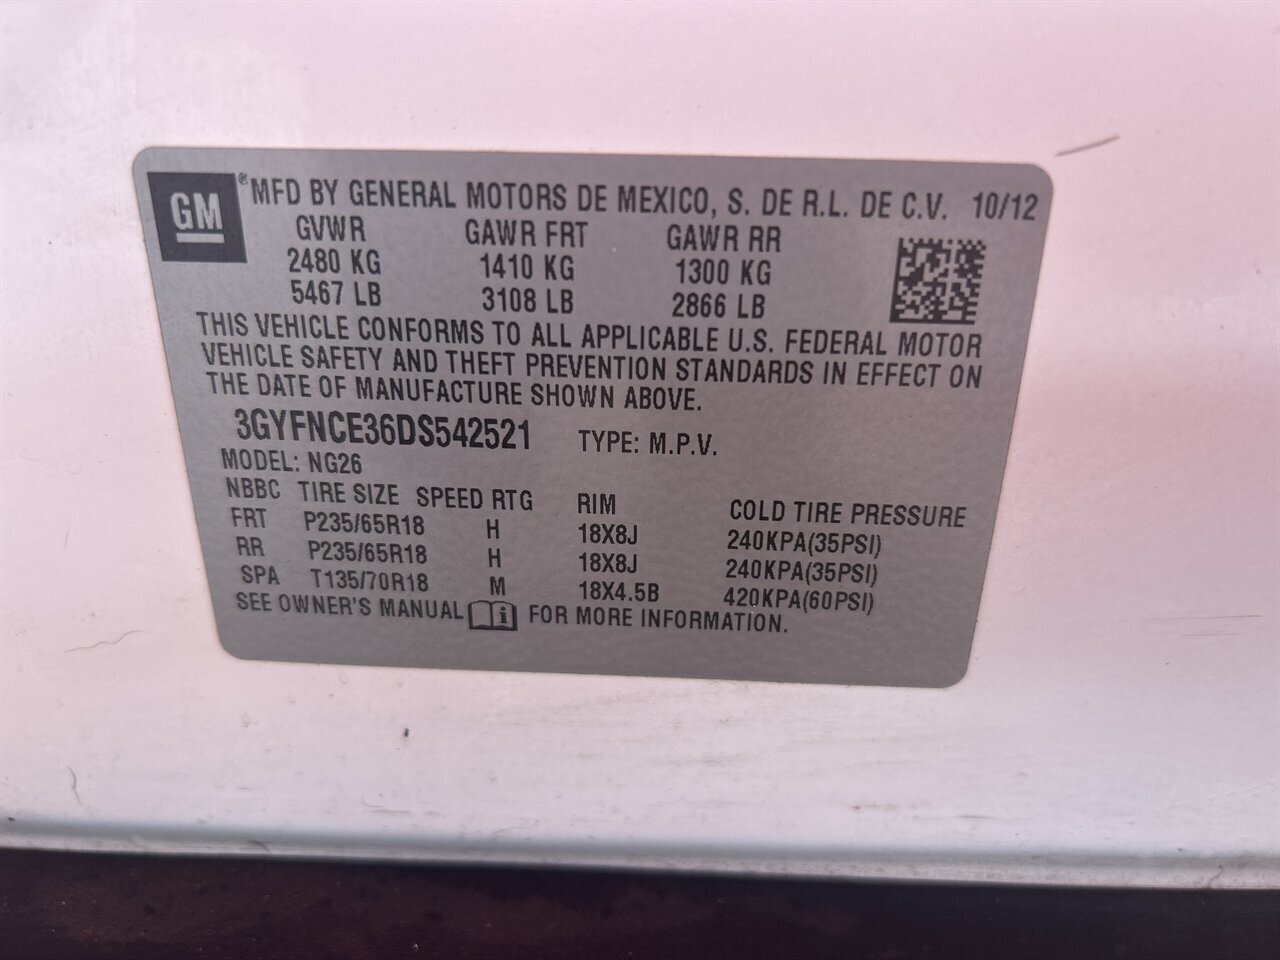 GM ® MFD BY GENERAL MOTORS DE MEXICO, S. DE R.L. DE C.V. 10/12
GVWR GAWR FRT GAWR RR
2480 KG 1410 KG 1300 KG
5467 LB 3108 LB 2866 LB
THIS VEHICLE CONFORMS TO ALL APPLICABLE U.S. FEDERAL MOTOR
VEHICLE SAFETY AND THEFT PREVENTION STANDARDS IN EFFECT ON
THE DATE OF MANUFACTURE SHOWN ABOVE.
3GYFNCE36DS542521 TYPE: M.P.V.
MODEL: NG26
NBBC TIRE SIZE SPEED RTG RIM COLD TIRE PRESSURE
FRT P235/65R18 H 18X8J 240KPA(35PSI)
RR P235/65R18 H 18X8J 240KPA(35PSI)
SPA T135/70R18 M 18X4.5B 420KPA(60PSI)
SEE OWNER'S MANUAL i FOR MORE INFORMATION.